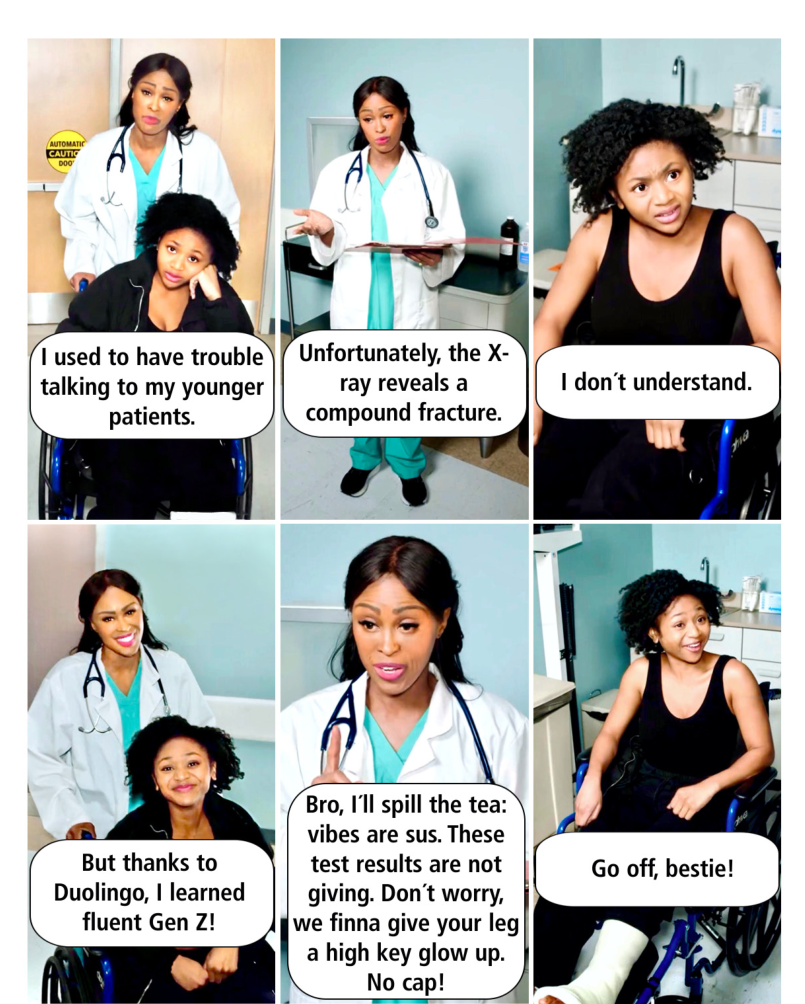 AUTOMATIC
CAUTION
DOOR
I used to have trouble
talking to my younger
patients.
Unfortunately, the X-
ray reveals a
compound fracture.
I don´t understand.
But thanks to
Duolingo, I learned
fluent Gen Z!
Bro, I´ll spill the tea:
vibes are sus. These
test results are not
giving. Don´t worry,
we finna give your leg
a high key glow up.
No cap!
Go off, bestie!